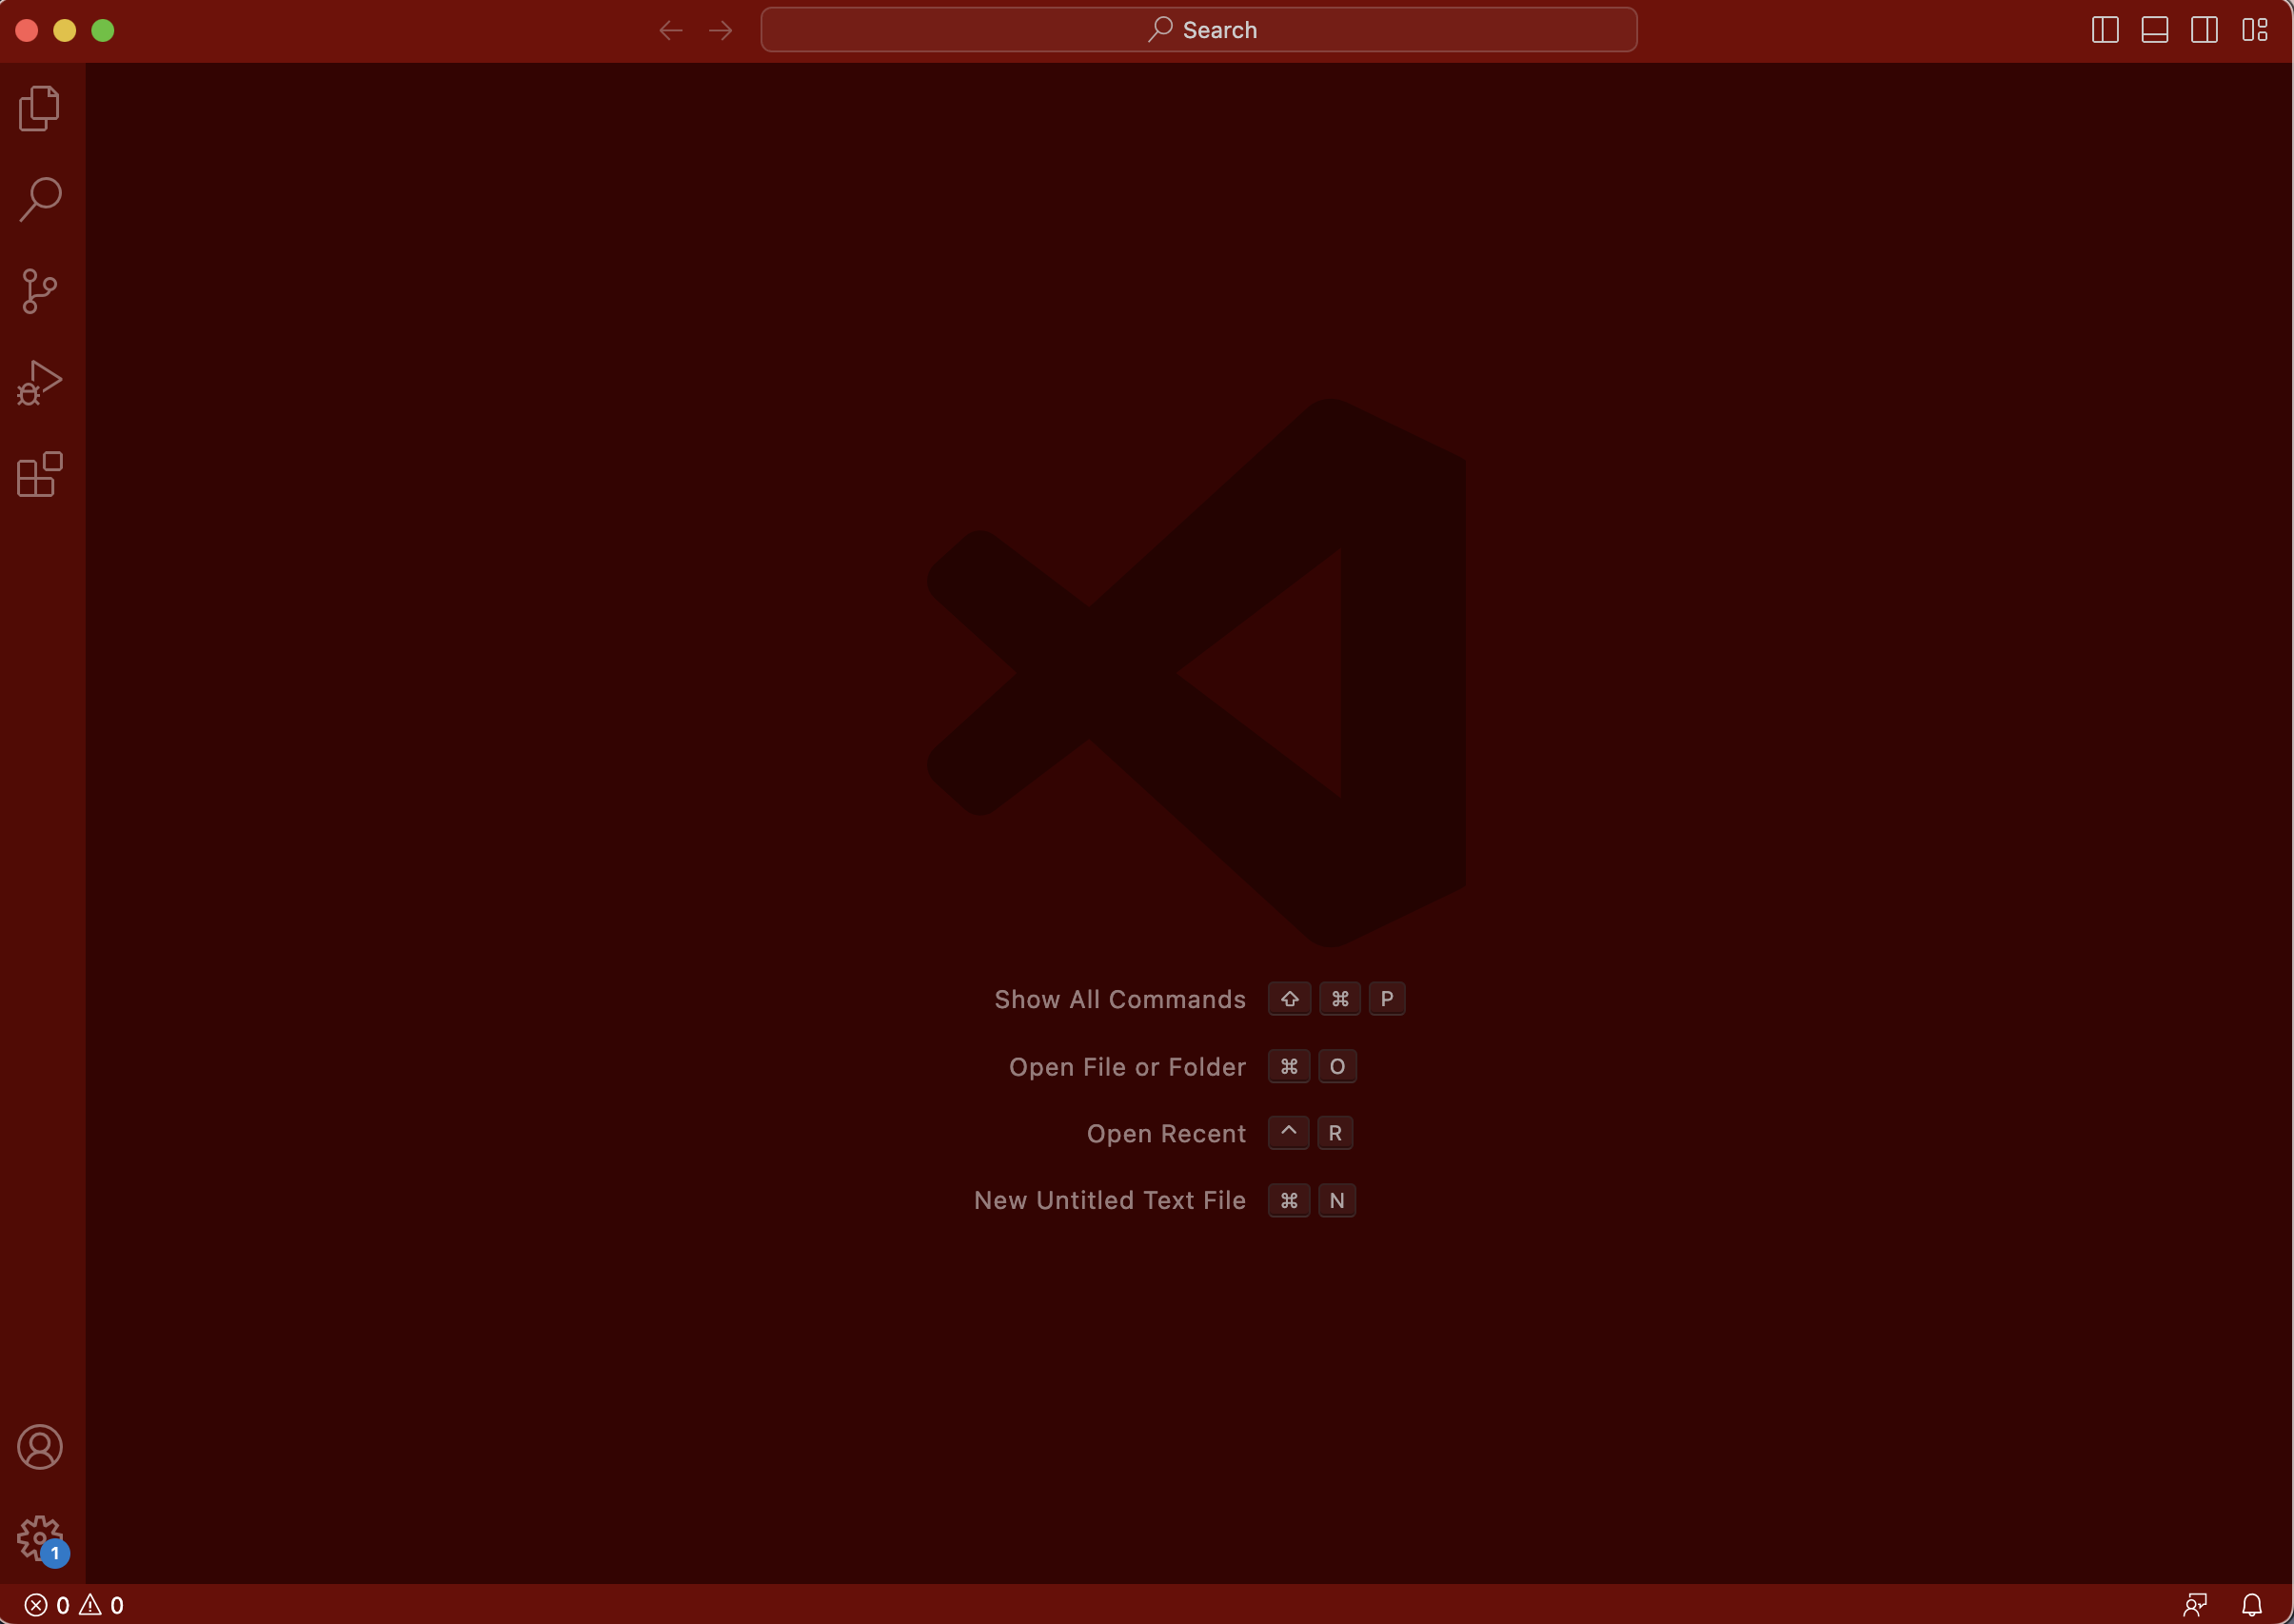 Search
Show All Commands ⇧ ⌘ P
Open File or Folder ⌘ O
Open Recent ^ R
New Untitled Text File ⌘ N
1
0 0